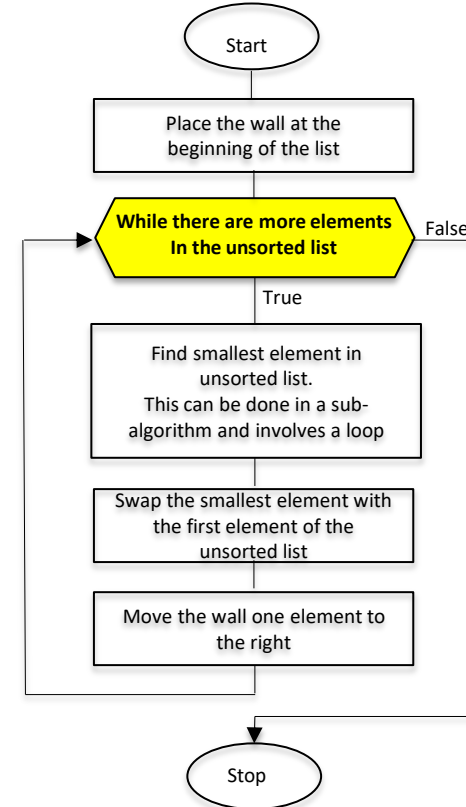 Start
Place the wall at the
beginning of the list
While there are more elements
In the unsorted list
False
True
Find smallest element in
unsorted list.
This can be done in a sub-
algorithm and involves a loop
Swap the smallest element with
the first element of the
unsorted list
Move the wall one element to
the right
Stop